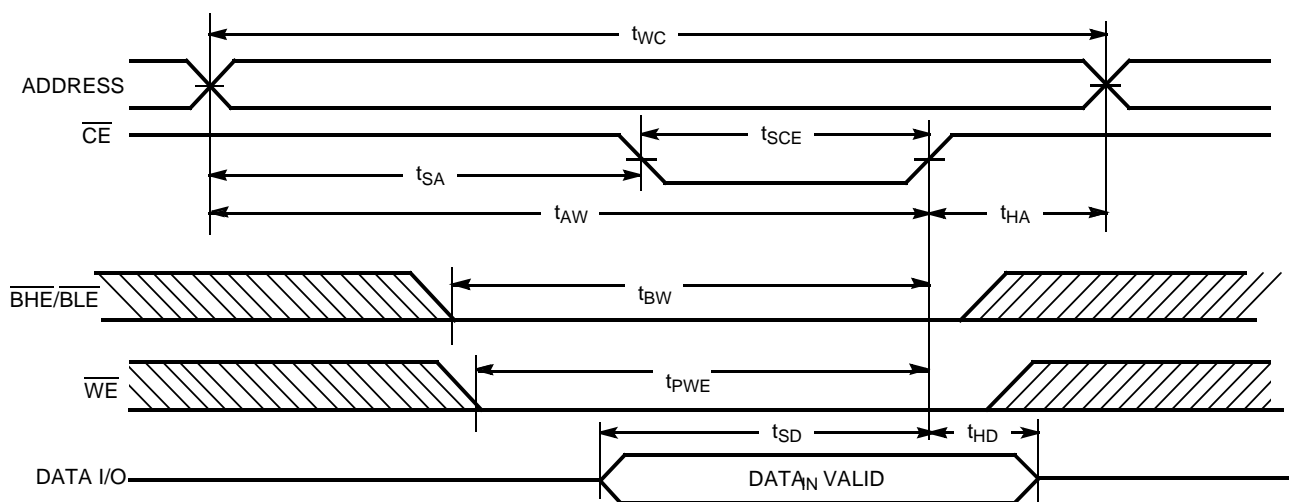 tWC
ADDRESS
CE
tSCE
tSA
tAW
tHA
BHE/BLE
tBW
WE
tPWE
tSD
tHD
DATA I/O
DATAIN VALID